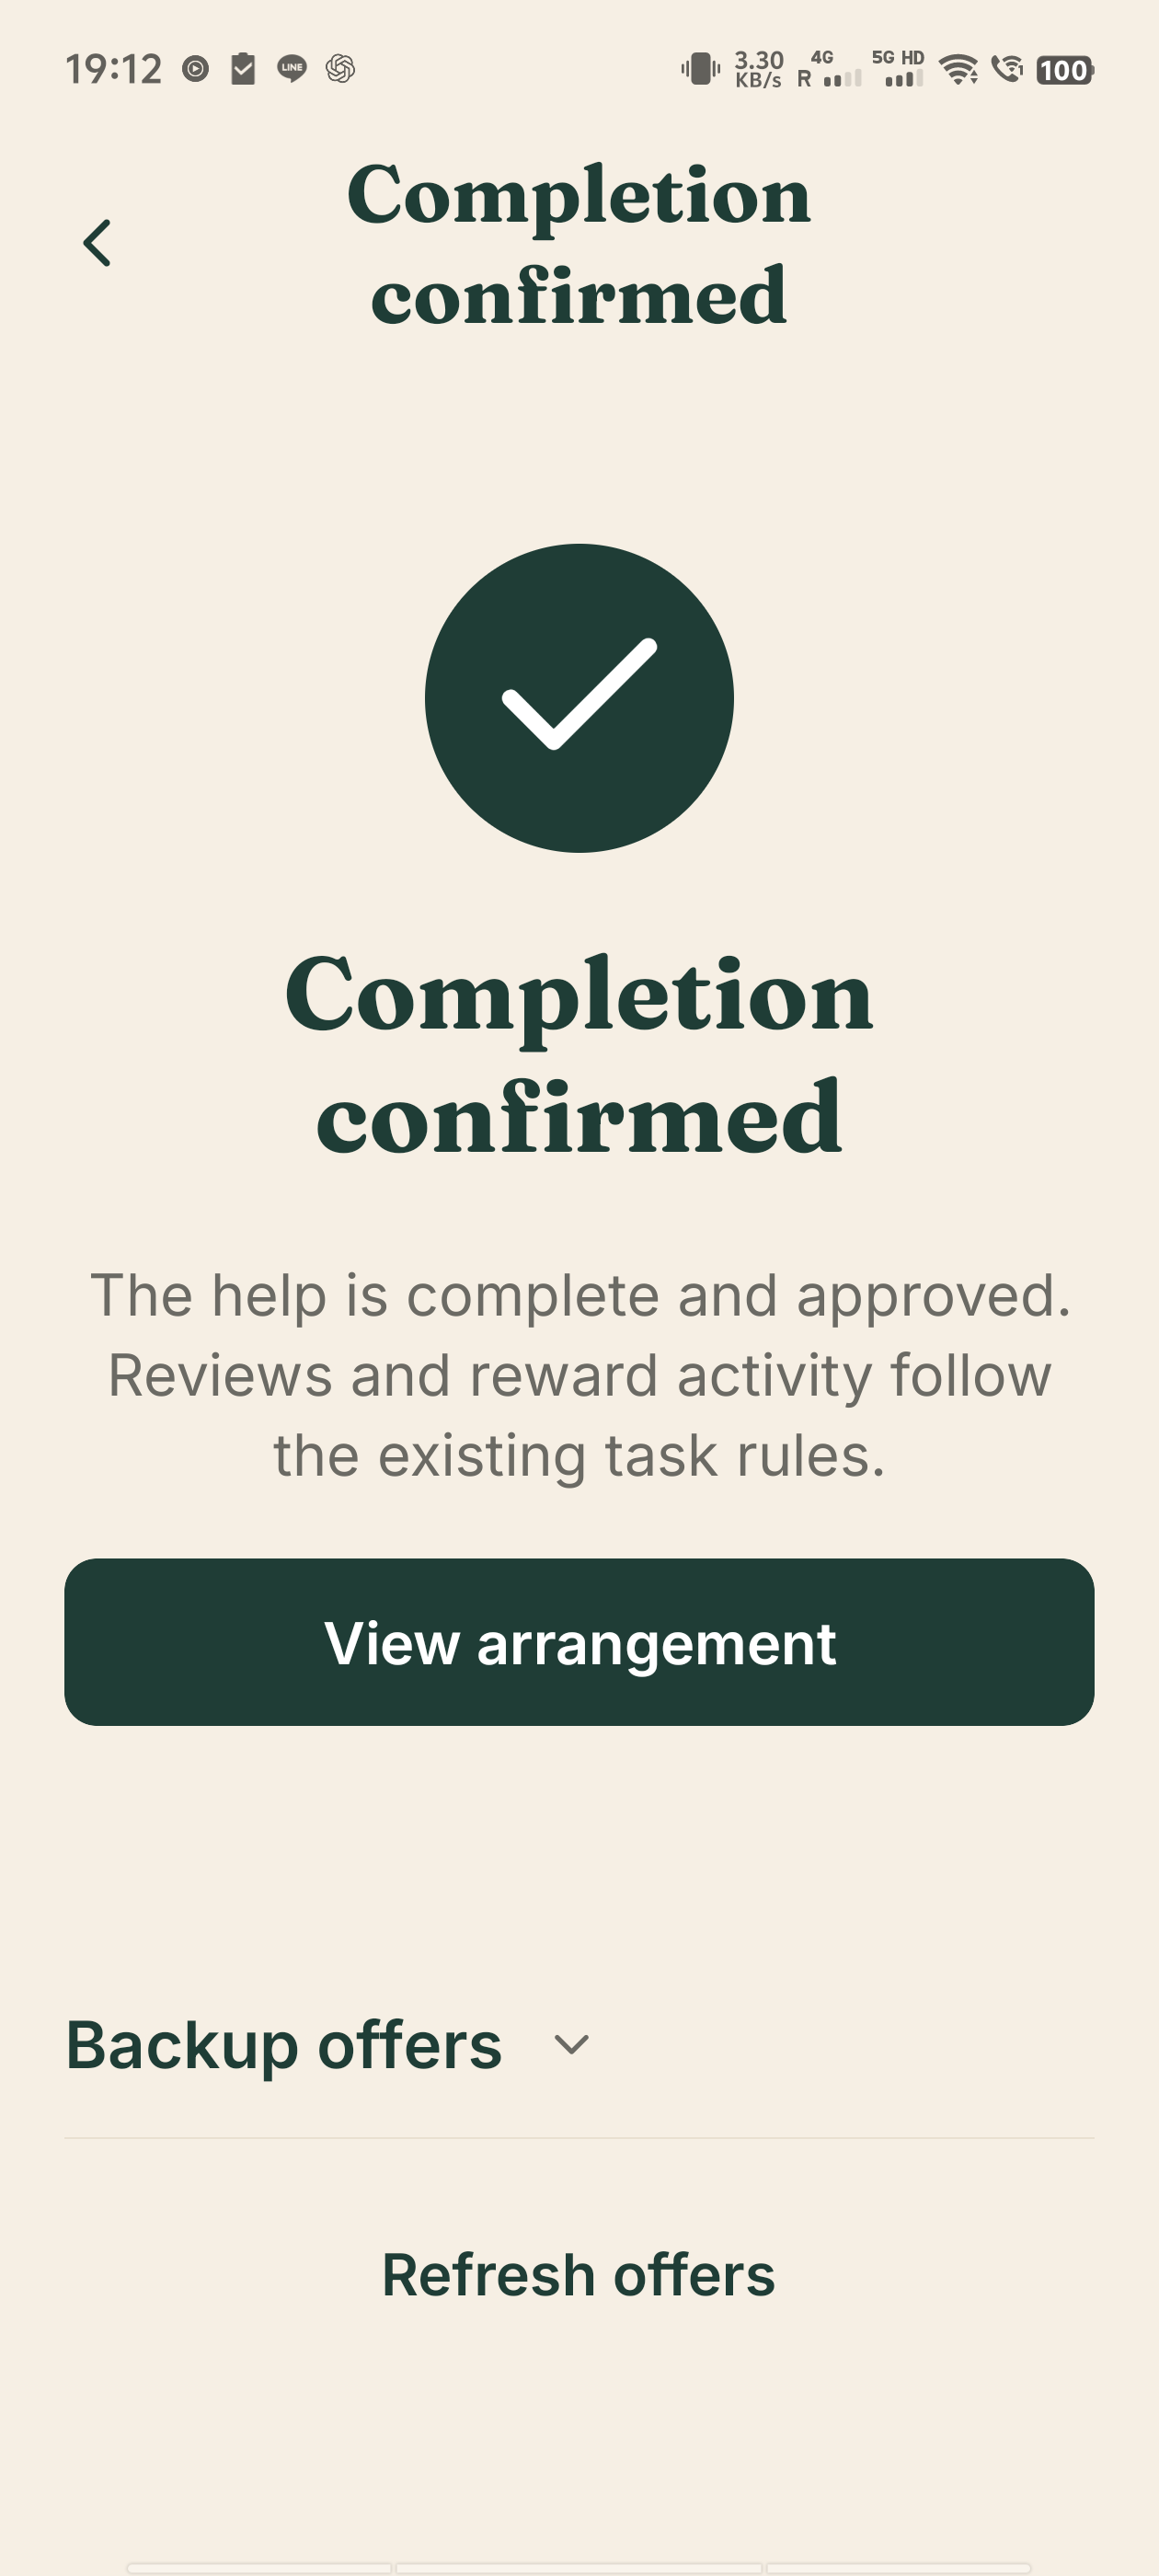 19:12 LINE 3.30 KB/s R 4G 5G HD 100
Completion
confirmed
Completion
confirmed
The help is complete and approved.
Reviews and reward activity follow
the existing task rules.
View arrangement
Backup offers
Refresh offers